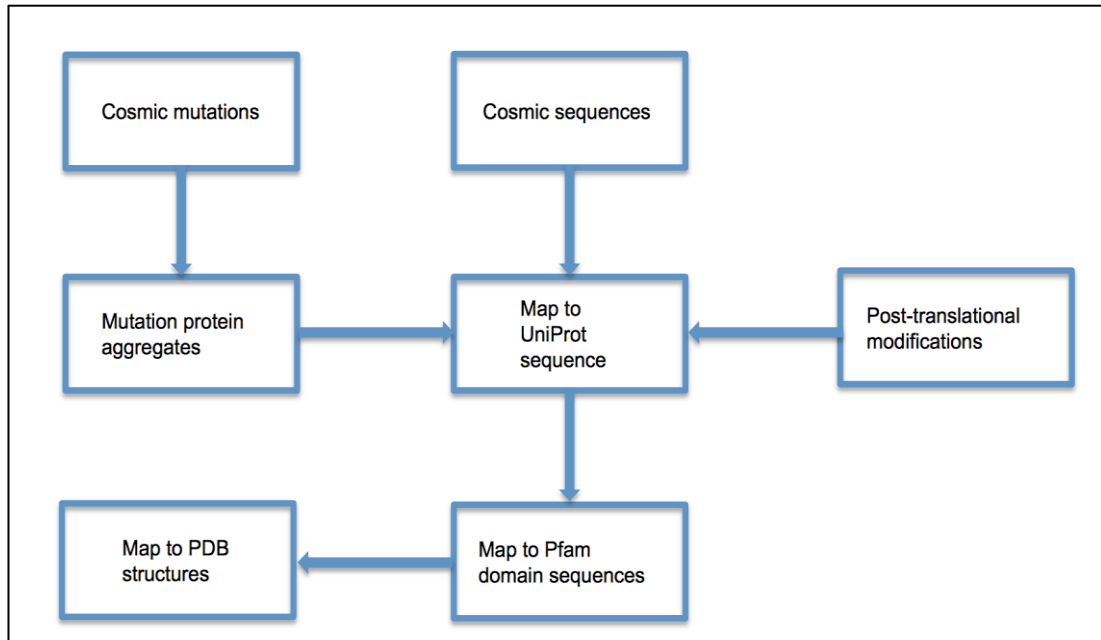 Cosmic mutations
Cosmic sequences
Mutation protein
aggregates
Map to
UniProt
sequence
Post-translational
modifications
Map to PDB
structures
Map to Pfam
domain sequences